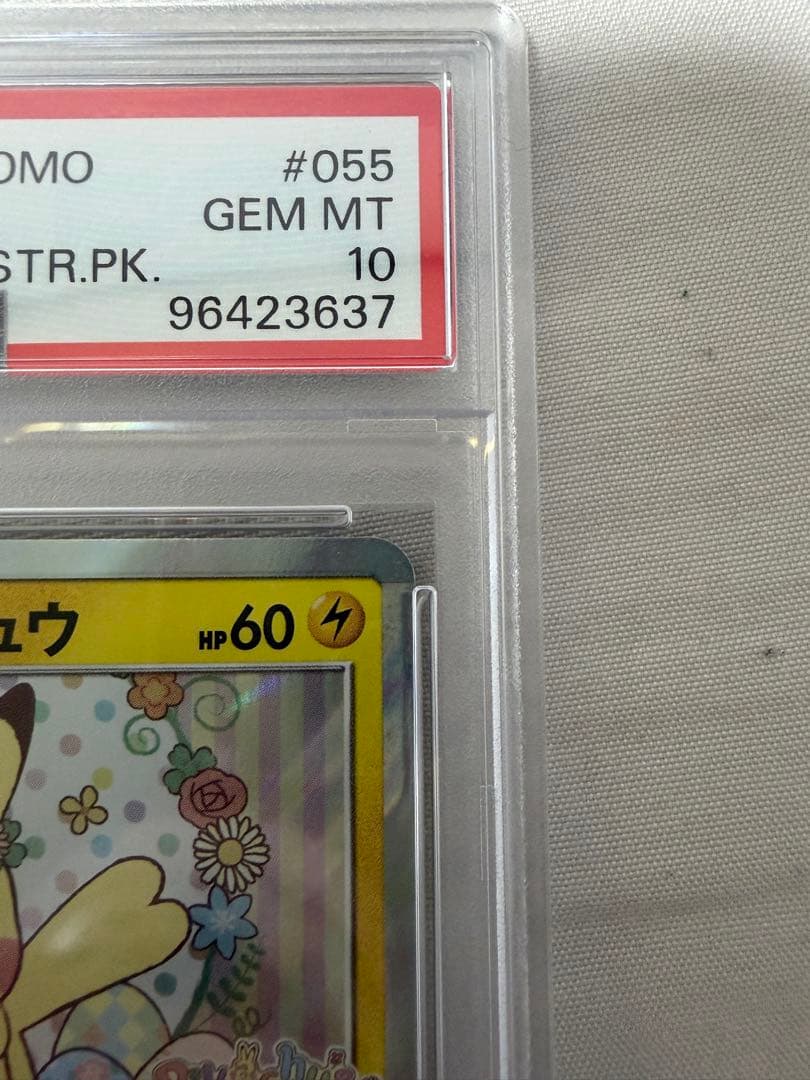 OMO #055
GEM MT
STR.PK. 10
96423637
ュウ HP60